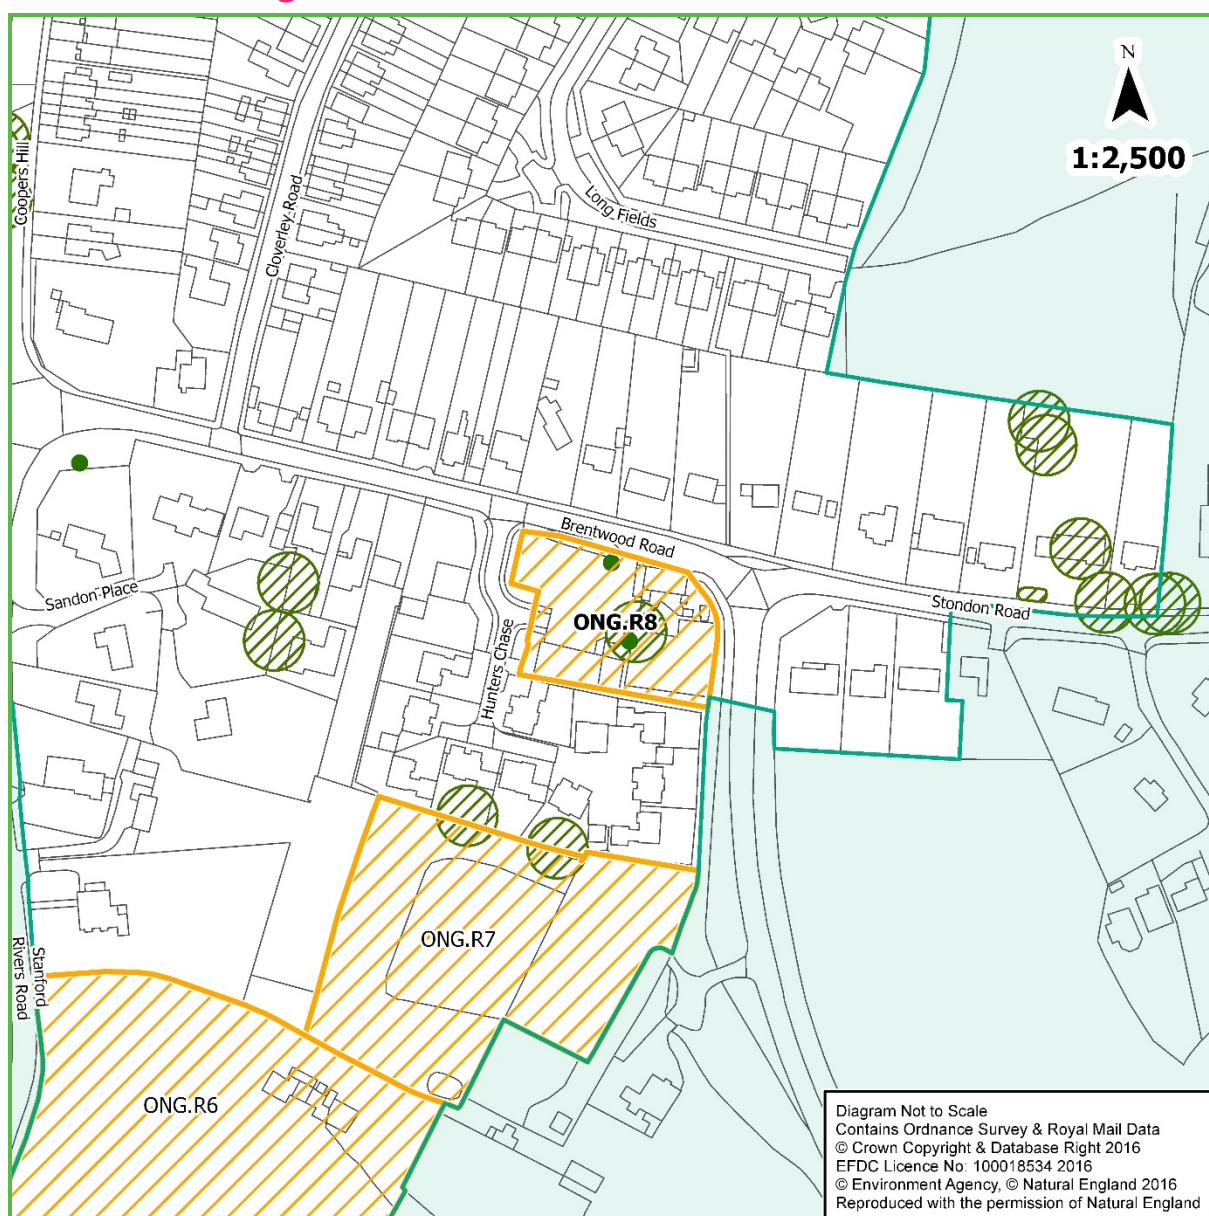 N
1:2,500
Coopers Hill
Cloverley Road
Long Fields
Brentwood Road
Sandon Place
Stondon Road
ONG.R8
Hunters Chase
ONG.R7
Stanford
Rivers Road
ONG.R6
Diagram Not to Scale
Contains Ordnance Survey & Royal Mail Data
© Crown Copyright & Database Right 2016
EFDC Licence No: 100018534 2016
© Environment Agency, © Natural England 2016
Reproduced with the permission of Natural England